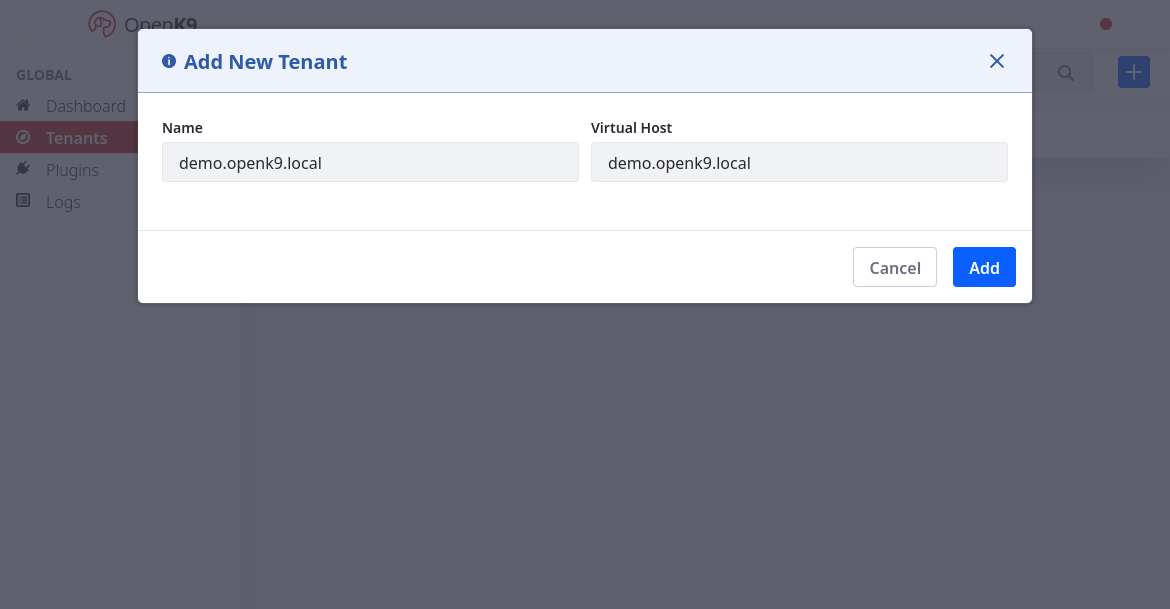 OpenK9
Add New Tenant
GLOBAL
Dashboard
Tenants
Plugins
Logs
Name
Virtual Host
demo.openk9.local
demo.openk9.local
Cancel
Add